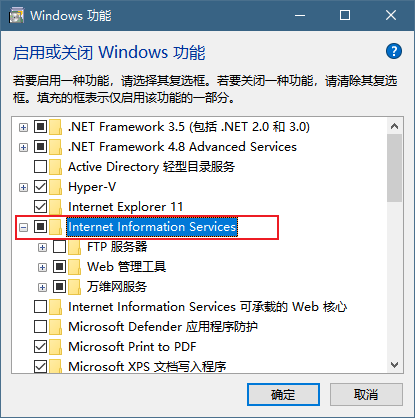 Windows 功能
启用或关闭 Windows 功能
若要启用一种功能，请选择其复选框。若要关闭一种功能，请清除其复选
框。填充的框表示仅启用该功能的一部分。
.NET Framework 3.5 (包括 .NET 2.0 和 3.0)
.NET Framework 4.8 Advanced Services
Active Directory 轻型目录服务
Hyper-V
Internet Explorer 11
Internet Information Services
FTP 服务器
Web 管理工具
万维网服务
Internet Information Services 可承载的 Web 核心
Microsoft Defender 应用程序防护
Microsoft Print to PDF
Microsoft XPS 文档写入程序
确定
取消